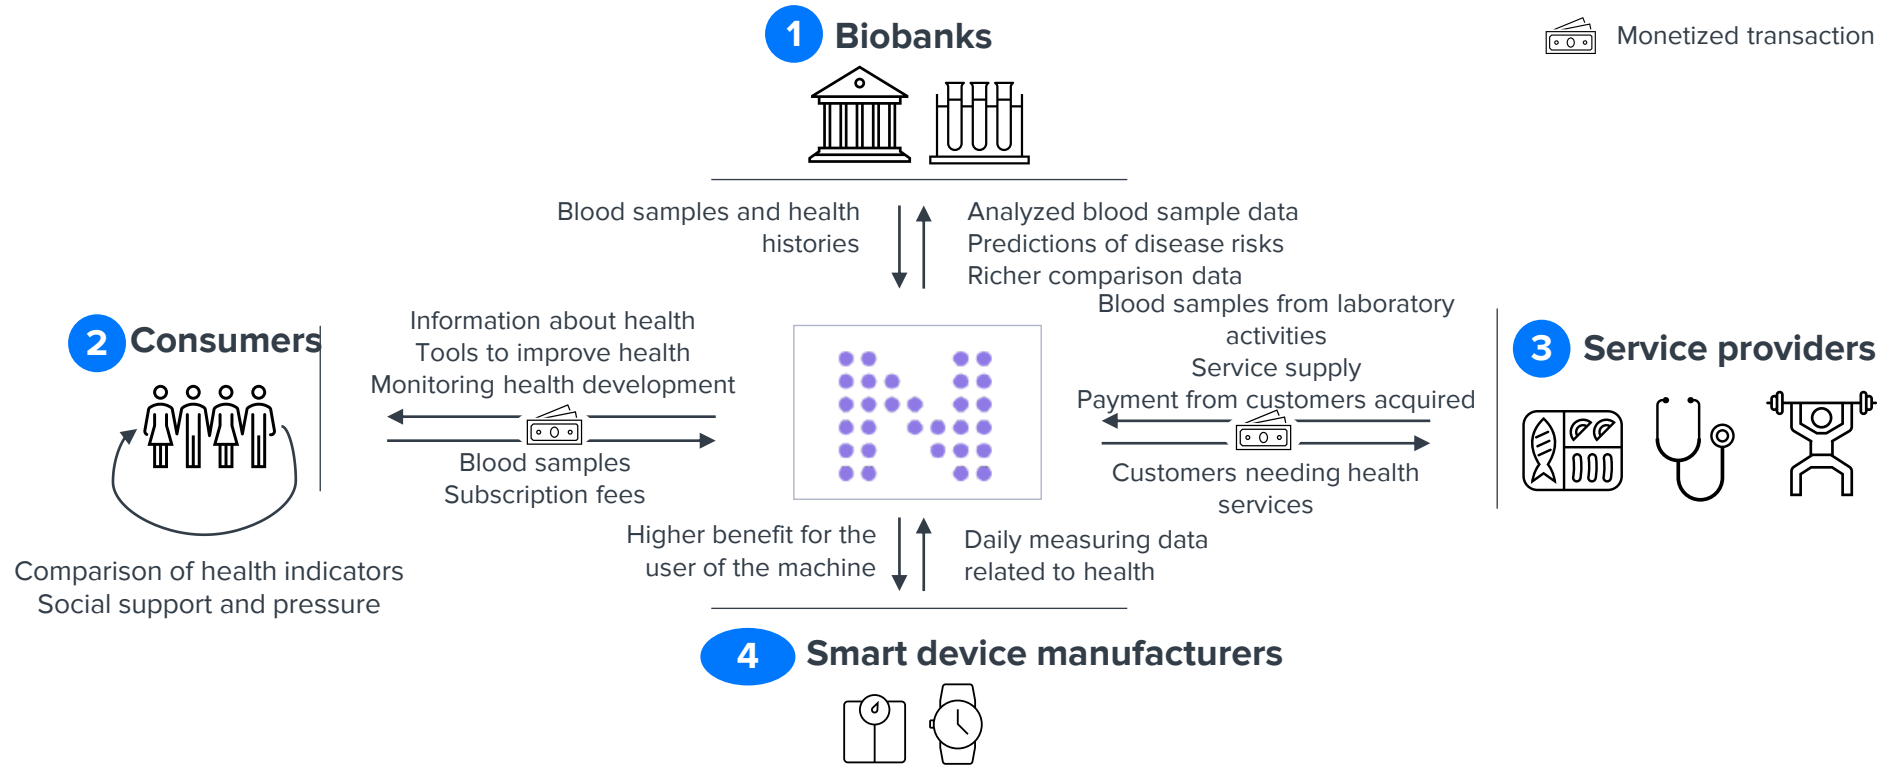 1 Biobanks
Monetized transaction
Blood samples and health
histories
Analyzed blood sample data
Predictions of disease risks
Richer comparison data
2 Consumers
Information about health
Tools to improve health
Monitoring health development
Blood samples
Subscription fees
Comparison of health indicators
Social support and pressure
Blood samples from laboratory
activities
Service supply
Payment from customers acquired
Customers needing health
services
3 Service providers
Higher benefit for the
user of the machine
Daily measuring data
related to health
4 Smart device manufacturers